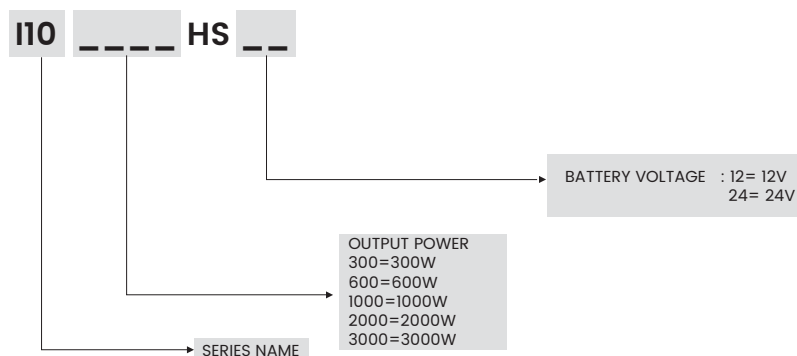 I10 _ _ _ _ HS _ _
BATTERY VOLTAGE : 12= 12V
24= 24V
OUTPUT POWER
300=300W
600=600W
1000=1000W
2000=2000W
3000=3000W
SERIES NAME